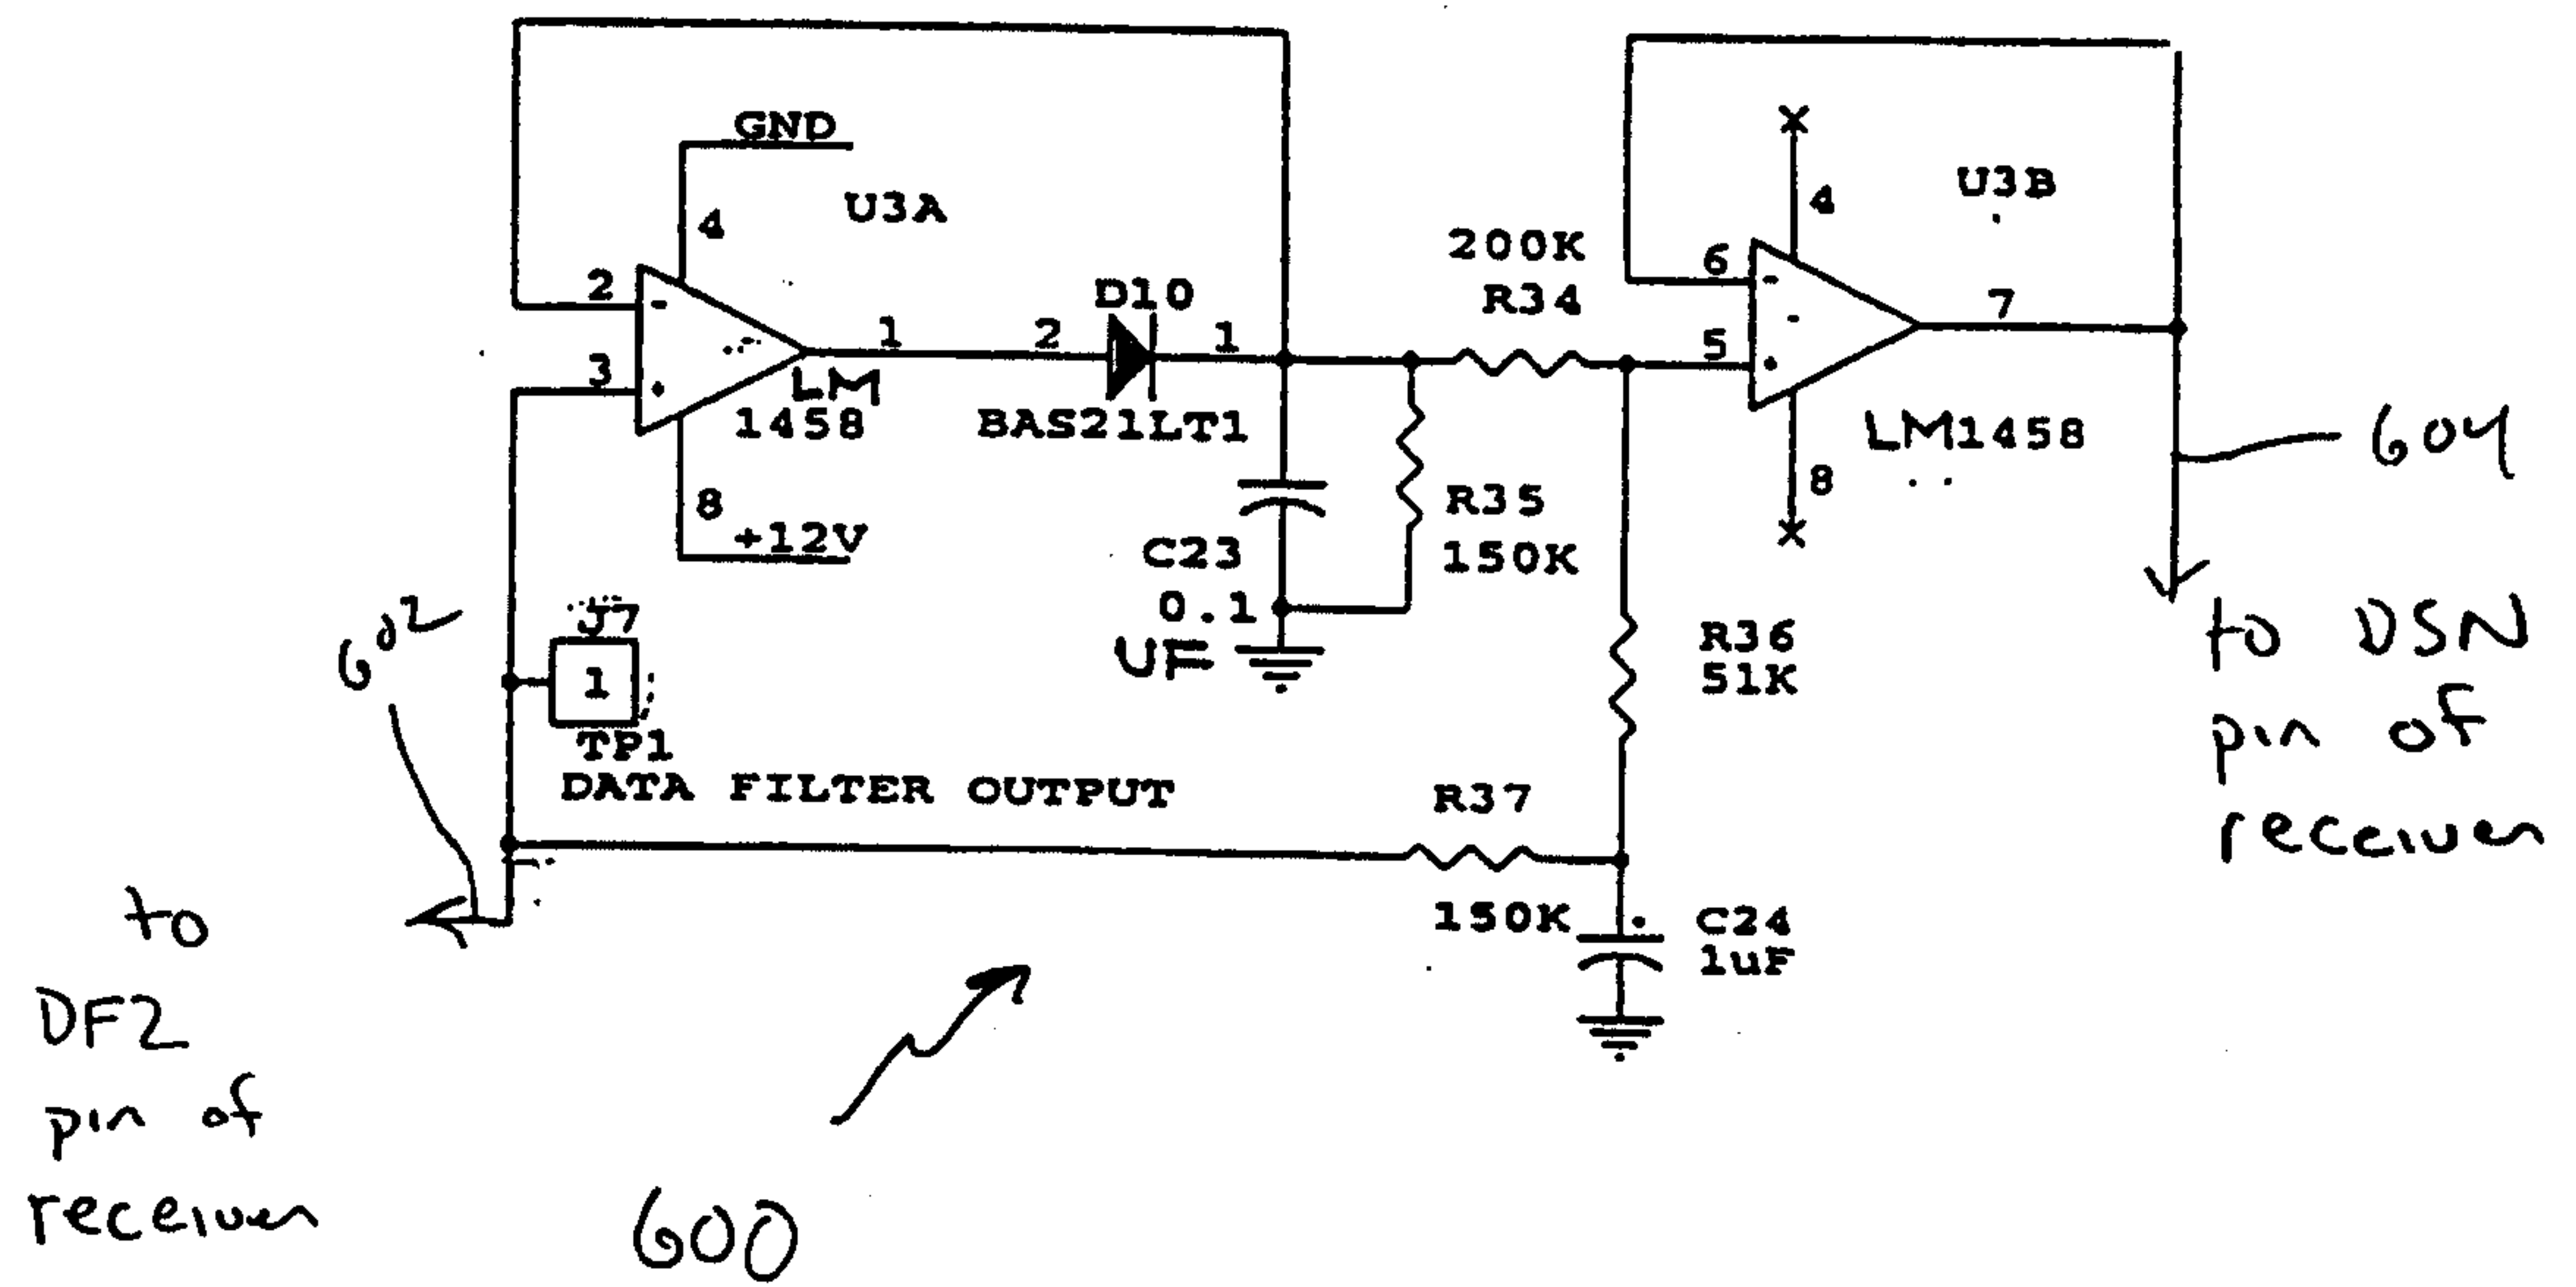 GND
4
U3A
2
-
3
+
1
LM
1458
8
+12V
2
D10
1
BAS21LT1
200K
R34
R35
150K
C23
0.1
UF
4
U3B
6
-
5
+
7
LM1458
8
604
to DSN
pin of
receiver
R36
51K
602
J7
1
TP1
DATA FILTER OUTPUT
R37
150K
C24
1uF
to
DF2
pin of
receiver
600